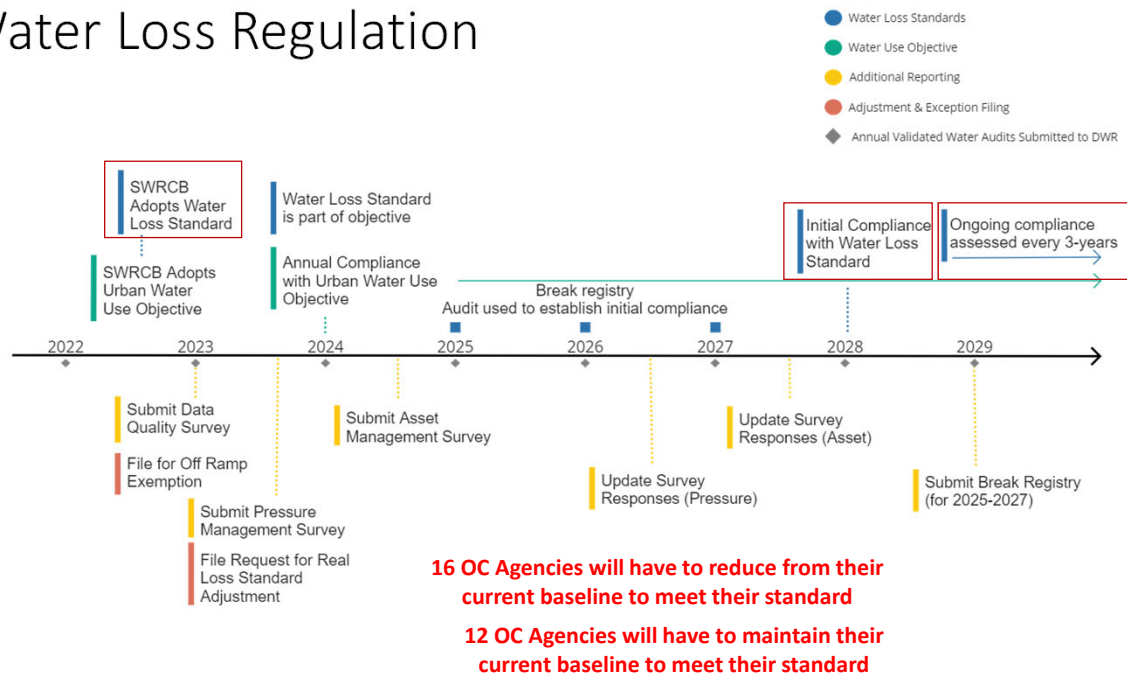 ater Loss Regulation
Water Loss Standards
Water Use Objective
Additional Reporting
Adjustment & Exception Filing
Annual Validated Water Audits Submitted to DWR
SWRCB
Adopts Water
Loss Standard
Water Loss Standard
is part of objective
Initial Compliance
with Water Loss
Standard
Ongoing compliance
assessed every 3-years
SWRCB Adopts
Urban Water
Use Objective
Annual Compliance
with Urban Water Use
Objective
Break registry
Audit used to establish initial compliance
2022 2023 2024 2025 2026 2027 2028 2029
Submit Data
Quality Survey
File for Off Ramp
Exemption
Submit Pressure
Management Survey
File Request for Real
Loss Standard
Adjustment
Submit Asset
Management Survey
Update Survey
Responses (Pressure)
Update Survey
Responses (Asset)
Submit Break Registry
(for 2025-2027)
16 OC Agencies will have to reduce from their
current baseline to meet their standard
12 OC Agencies will have to maintain their
current baseline to meet their standard